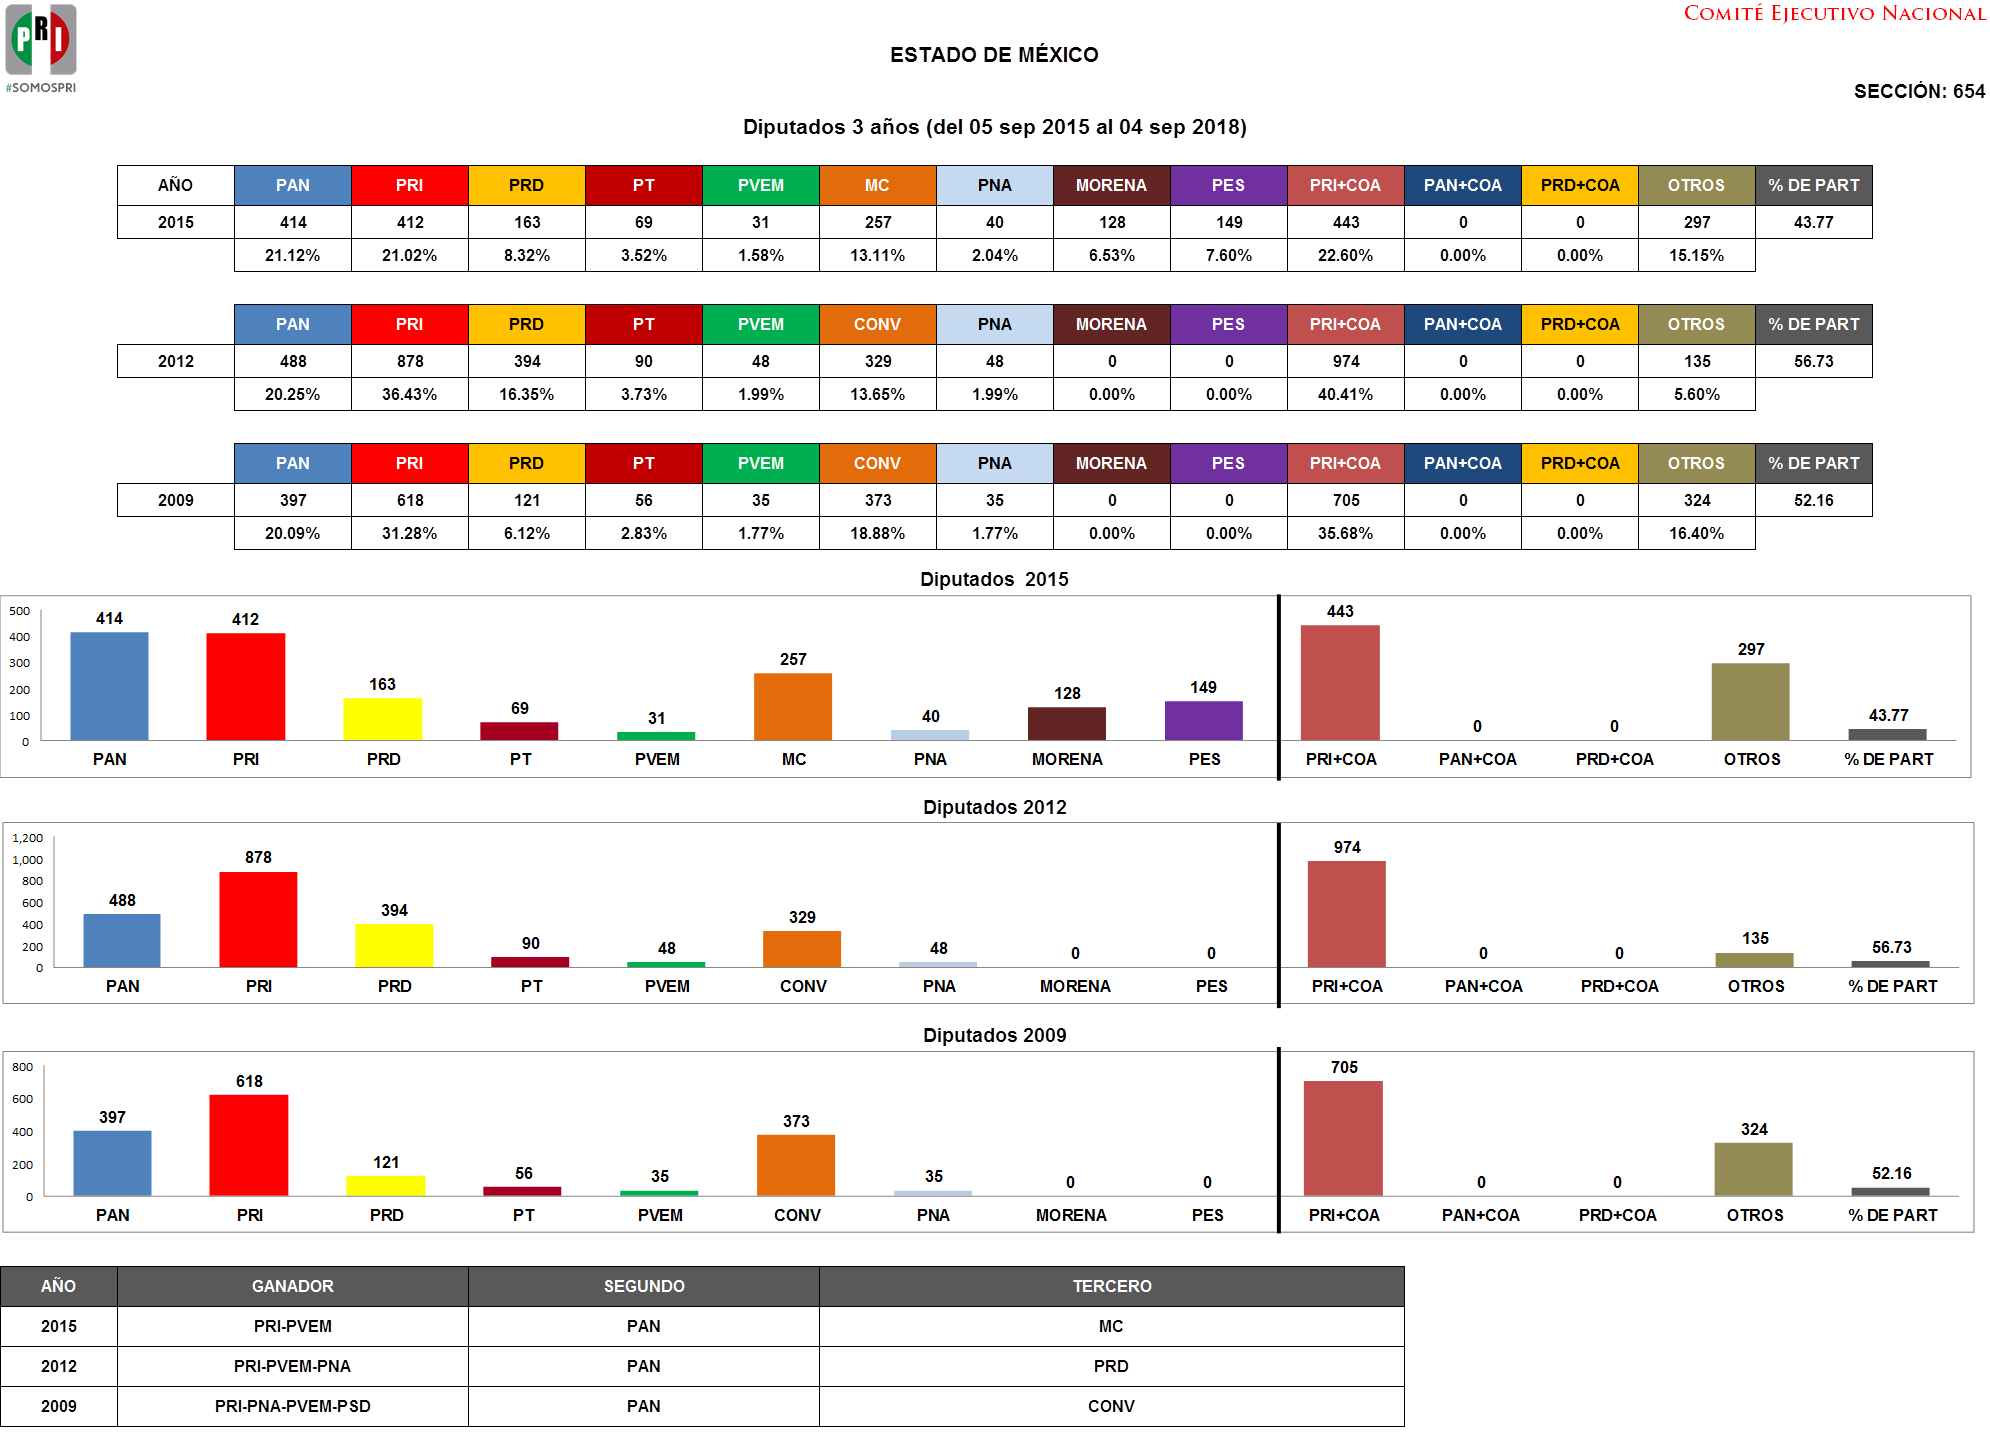 PRI
#SOMOSPRI
COMITÉ EJECUTIVO NACIONAL
ESTADO DE MÉXICO
SECCIÓN: 654
Diputados 3 años (del 05 sep 2015 al 04 sep 2018)
AÑO PAN PRI PRD PT PVEM MC PNA MORENA PES PRI+COA PAN+COA PRD+COA OTROS % DE PART
2015 414 412 163 69 31 257 40 128 149 443 0 0 297 43.77
21.12% 21.02% 8.32% 3.52% 1.58% 13.11% 2.04% 6.53% 7.60% 22.60% 0.00% 0.00% 15.15%
PAN PRI PRD PT PVEM CONV PNA MORENA PES PRI+COA PAN+COA PRD+COA OTROS % DE PART
2012 488 878 394 90 48 329 48 0 0 974 0 0 135 56.73
20.25% 36.43% 16.35% 3.73% 1.99% 13.65% 1.99% 0.00% 0.00% 40.41% 0.00% 0.00% 5.60%
PAN PRI PRD PT PVEM CONV PNA MORENA PES PRI+COA PAN+COA PRD+COA OTROS % DE PART
2009 397 618 121 56 35 373 35 0 0 705 0 0 324 52.16
20.09% 31.28% 6.12% 2.83% 1.77% 18.88% 1.77% 0.00% 0.00% 35.68% 0.00% 0.00% 16.40%
Diputados 2015
500
400
300
200
100
0
414 412 163 69 31 257 40 128 149 443 0 0 297 43.77
PAN PRI PRD PT PVEM MC PNA MORENA PES PRI+COA PAN+COA PRD+COA OTROS % DE PART
Diputados 2012
1,200
1,000
800
600
400
200
0
488 878 394 90 48 329 48 0 0 974 0 0 135 56.73
PAN PRI PRD PT PVEM CONV PNA MORENA PES PRI+COA PAN+COA PRD+COA OTROS % DE PART
Diputados 2009
800
600
400
200
0
397 618 121 56 35 373 35 0 0 705 0 0 324 52.16
PAN PRI PRD PT PVEM CONV PNA MORENA PES PRI+COA PAN+COA PRD+COA OTROS % DE PART
AÑO GANADOR SEGUNDO TERCERO
2015 PRI-PVEM PAN MC
2012 PRI-PVEM-PNA PAN PRD
2009 PRI-PNA-PVEM-PSD PAN CONV